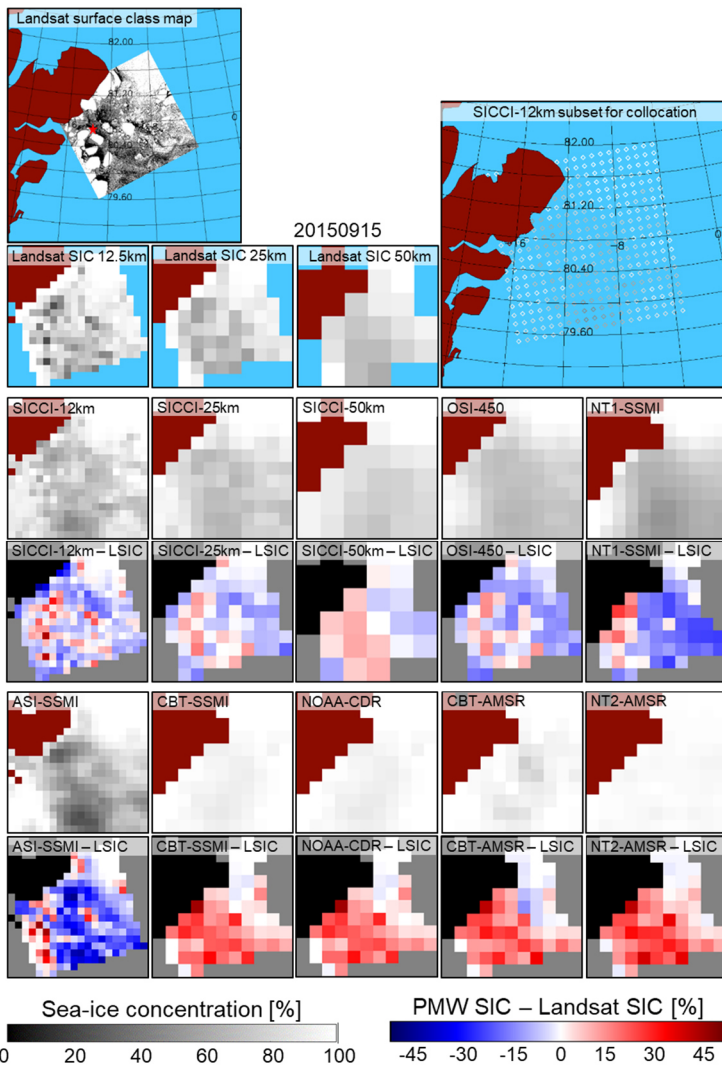 Landsat surface class map
82.00
81.20
79.60
0
SICCI-12km subset for collocation
82.00
81.20
-8
80.40
79.60
0
20150915
Landsat SIC 12.5km
Landsat SIC 25km
Landsat SIC 50km
SICCI-12km
SICCI-25km
SICCI-50km
OSI-450
NT1-SSMI
SICCI-12km – LSIC
SICCI-25km – LSIC
SICCI-50km – LSIC
OSI-450 – LSIC
NT1-SSMI – LSIC
ASI-SSMI
CBT-SSMI
NOAA-CDR
CBT-AMSR
NT2-AMSR
ASI-SSMI – LSIC
CBT-SSMI – LSIC
NOAA-CDR – LSIC
CBT-AMSR – LSIC
NT2-AMSR – LSIC
Sea-ice concentration [%]
0 20 40 60 80 100
PMW SIC – Landsat SIC [%]
-45 -30 -15 0 15 30 45